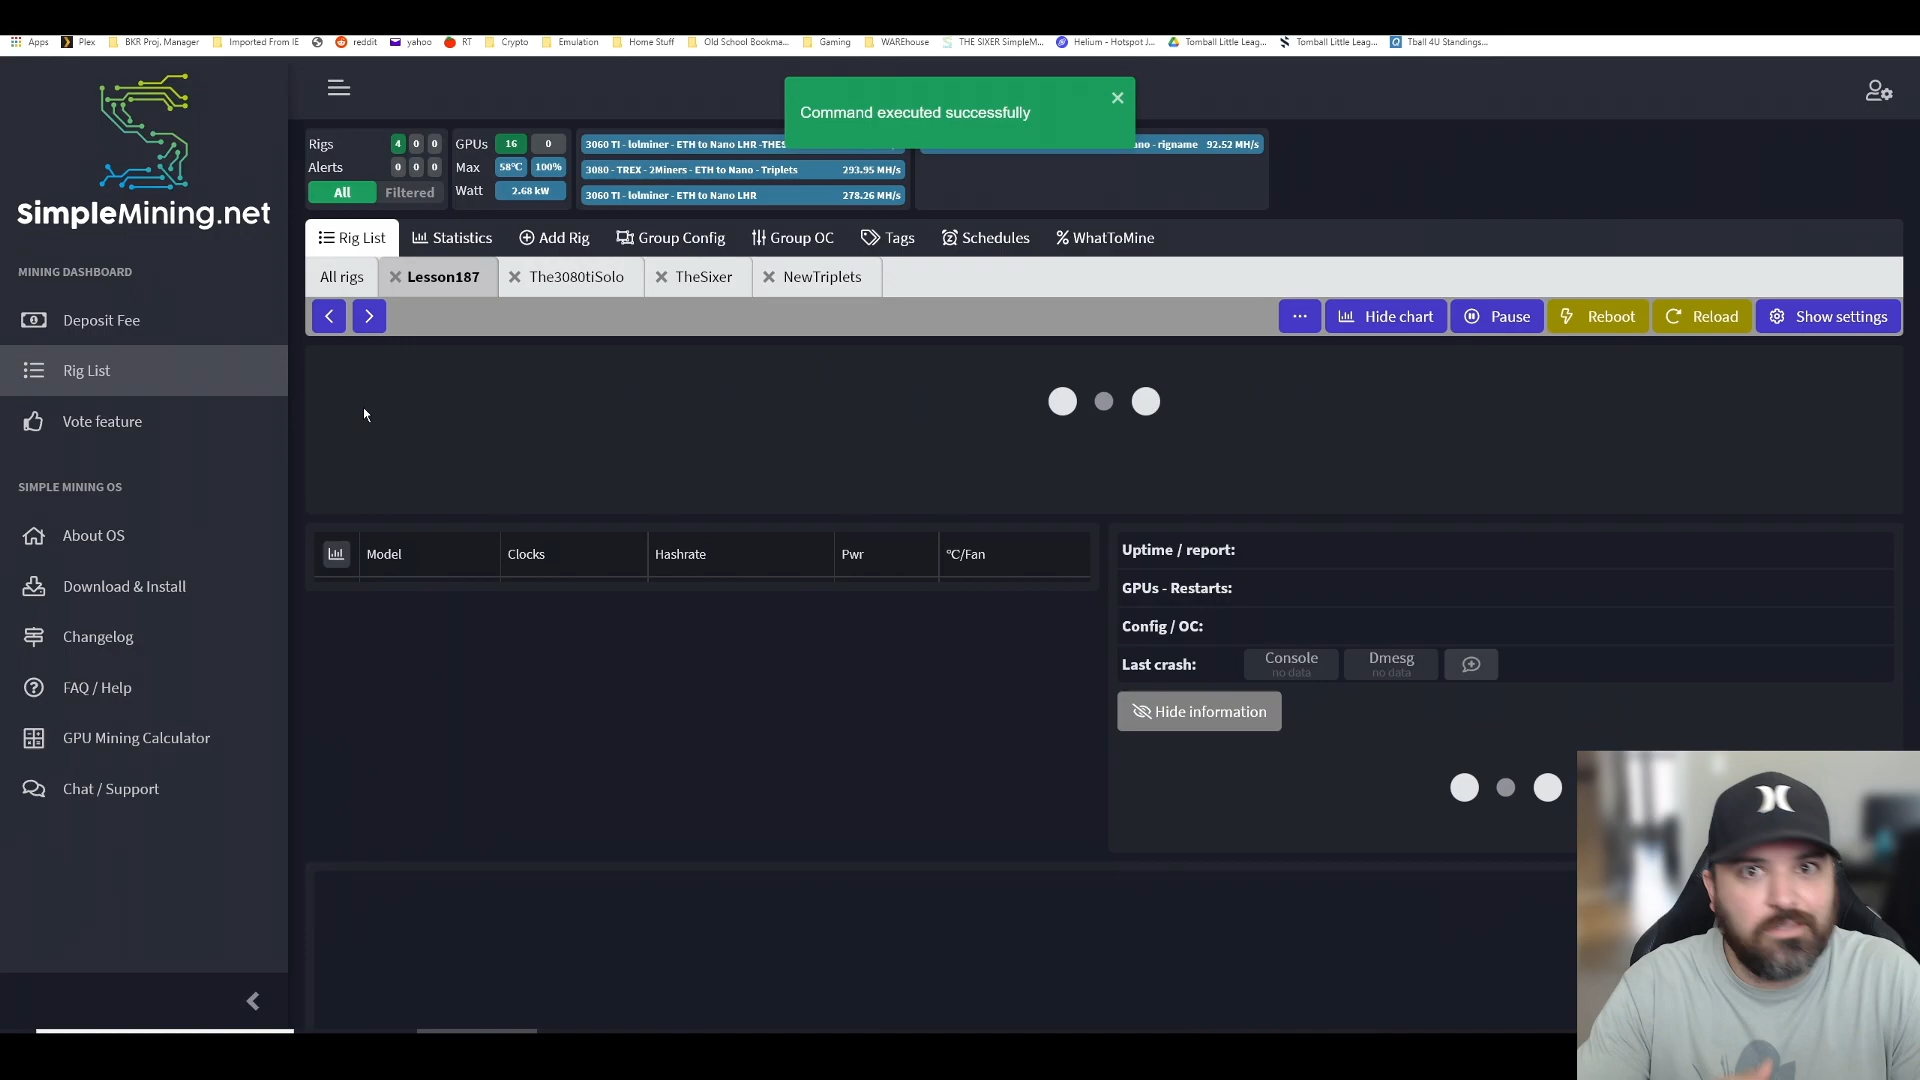 Apps Plex BKR Proj. Manager Imported From IE reddit yahoo RT Crypto Emulation Home Stuff Old School Bookma... Gaming WAREhouse THE SIXER SimpleM... Helium - Hotspot J... Tomball Little Leag... Tomball Little Leag... Tball 4U Standings...
SimpleMining.net
MINING DASHBOARD
Deposit Fee
Rig List
Vote feature
SIMPLE MINING OS
About OS
Download & Install
Changelog
FAQ / Help
GPU Mining Calculator
Chat / Support
Command executed successfully
Rigs 4 0 0
Alerts 0 0 0
All Filtered
GPUs 16 0
Max 58°C 100%
Watt 2.68 kW
3060 TI - lolminer - ETH to Nano LHR -THES
3080 - TREX - 2Miners - ETH to Nano - Triplets 293.95 MH/s
3060 TI - lolminer - ETH to Nano LHR 278.26 MH/s
ano - rigname 92.52 MH/s
Rig List Statistics Add Rig Group Config Group OC Tags Schedules WhatToMine
All rigs Lesson187 The3080tiSolo TheSixer NewTriplets
Hide chart Pause Reboot Reload Show settings
Model Clocks Hashrate Pwr °C/Fan
Uptime / report:
GPUs - Restarts:
Config / OC:
Last crash: Console Dmesg
no data no data
Hide information